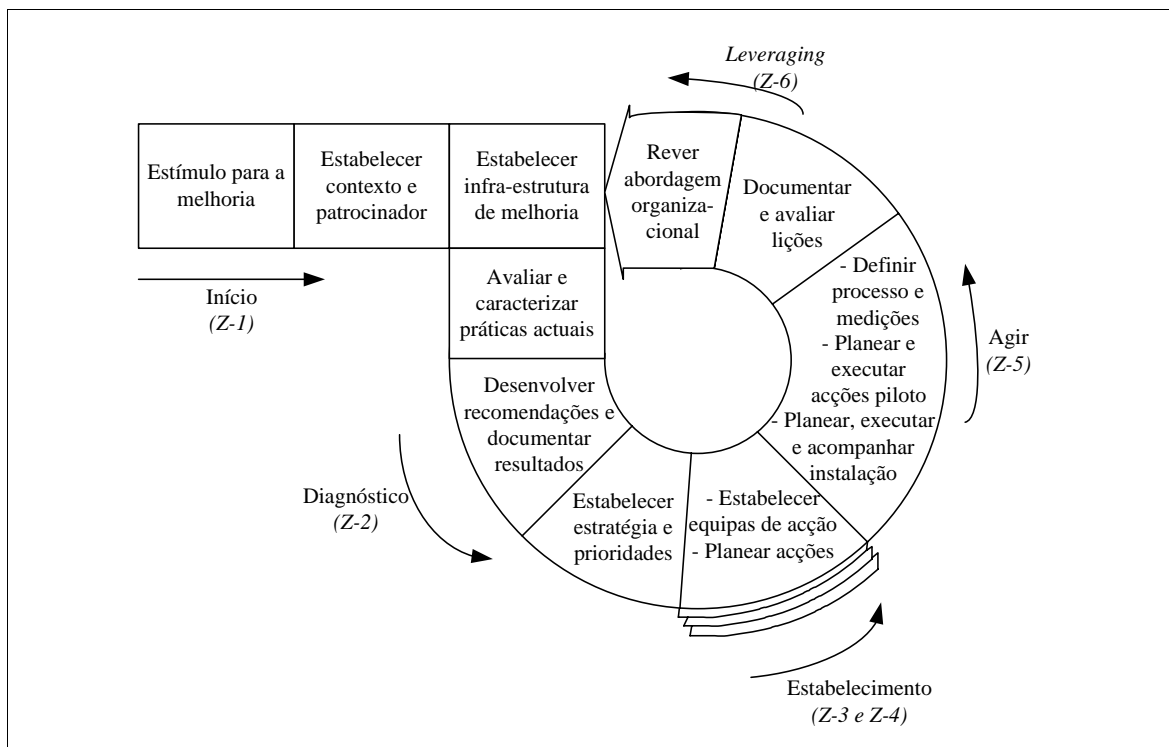 Leveraging
(Z-6)
Estímulo para a
melhoria
Estabelecer
contexto e
patrocinador
Estabelecer
infra-estrutura
de melhoria
Rever
abordagem
organiza-
cional
Documentar
e avaliar
lições
Início
(Z-1)
Avaliar e
caracterizar
práticas actuais
- Definir
processo e
medições
- Planear e
executar
acções piloto
- Planear, executar
e acompanhar
instalação
Agir
(Z-5)
Desenvolver
recomendações e
documentar
resultados
Diagnóstico
(Z-2)
Estabelecer
estratégia e
prioridades
- Estabelecer
equipas de acção
- Planear acções
Estabelecimento
(Z-3 e Z-4)